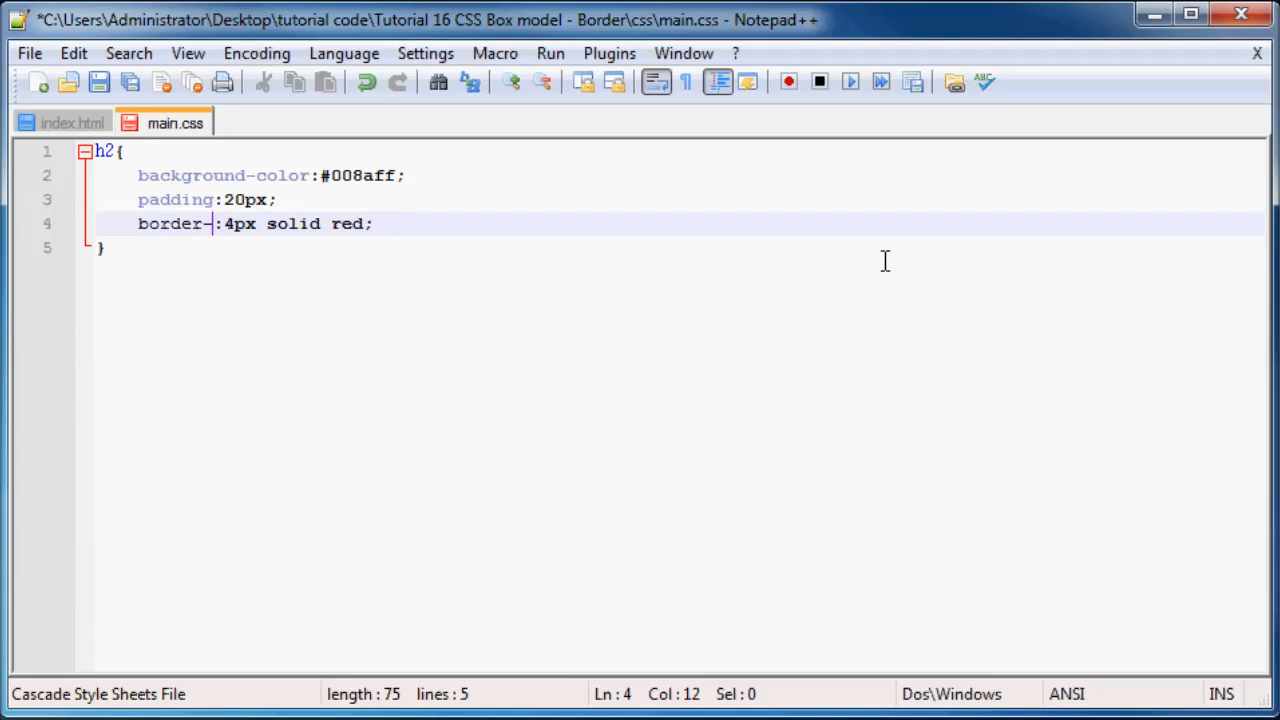 *C:\Users\Administrator\Desktop\tutorial code\Tutorial 16 CSS Box model - Border\css\main.css - Notepad++
File Edit Search View Encoding Language Settings Macro Run Plugins Window ? X
ABC
index.html main.css
1 h2{
2 background-color:#008aff;
3 padding:20px;
4 border-:4px solid red;
5 }
Cascade Style Sheets File length : 75 lines : 5 Ln : 4 Col : 12 Sel : 0 Dos\Windows ANSI INS